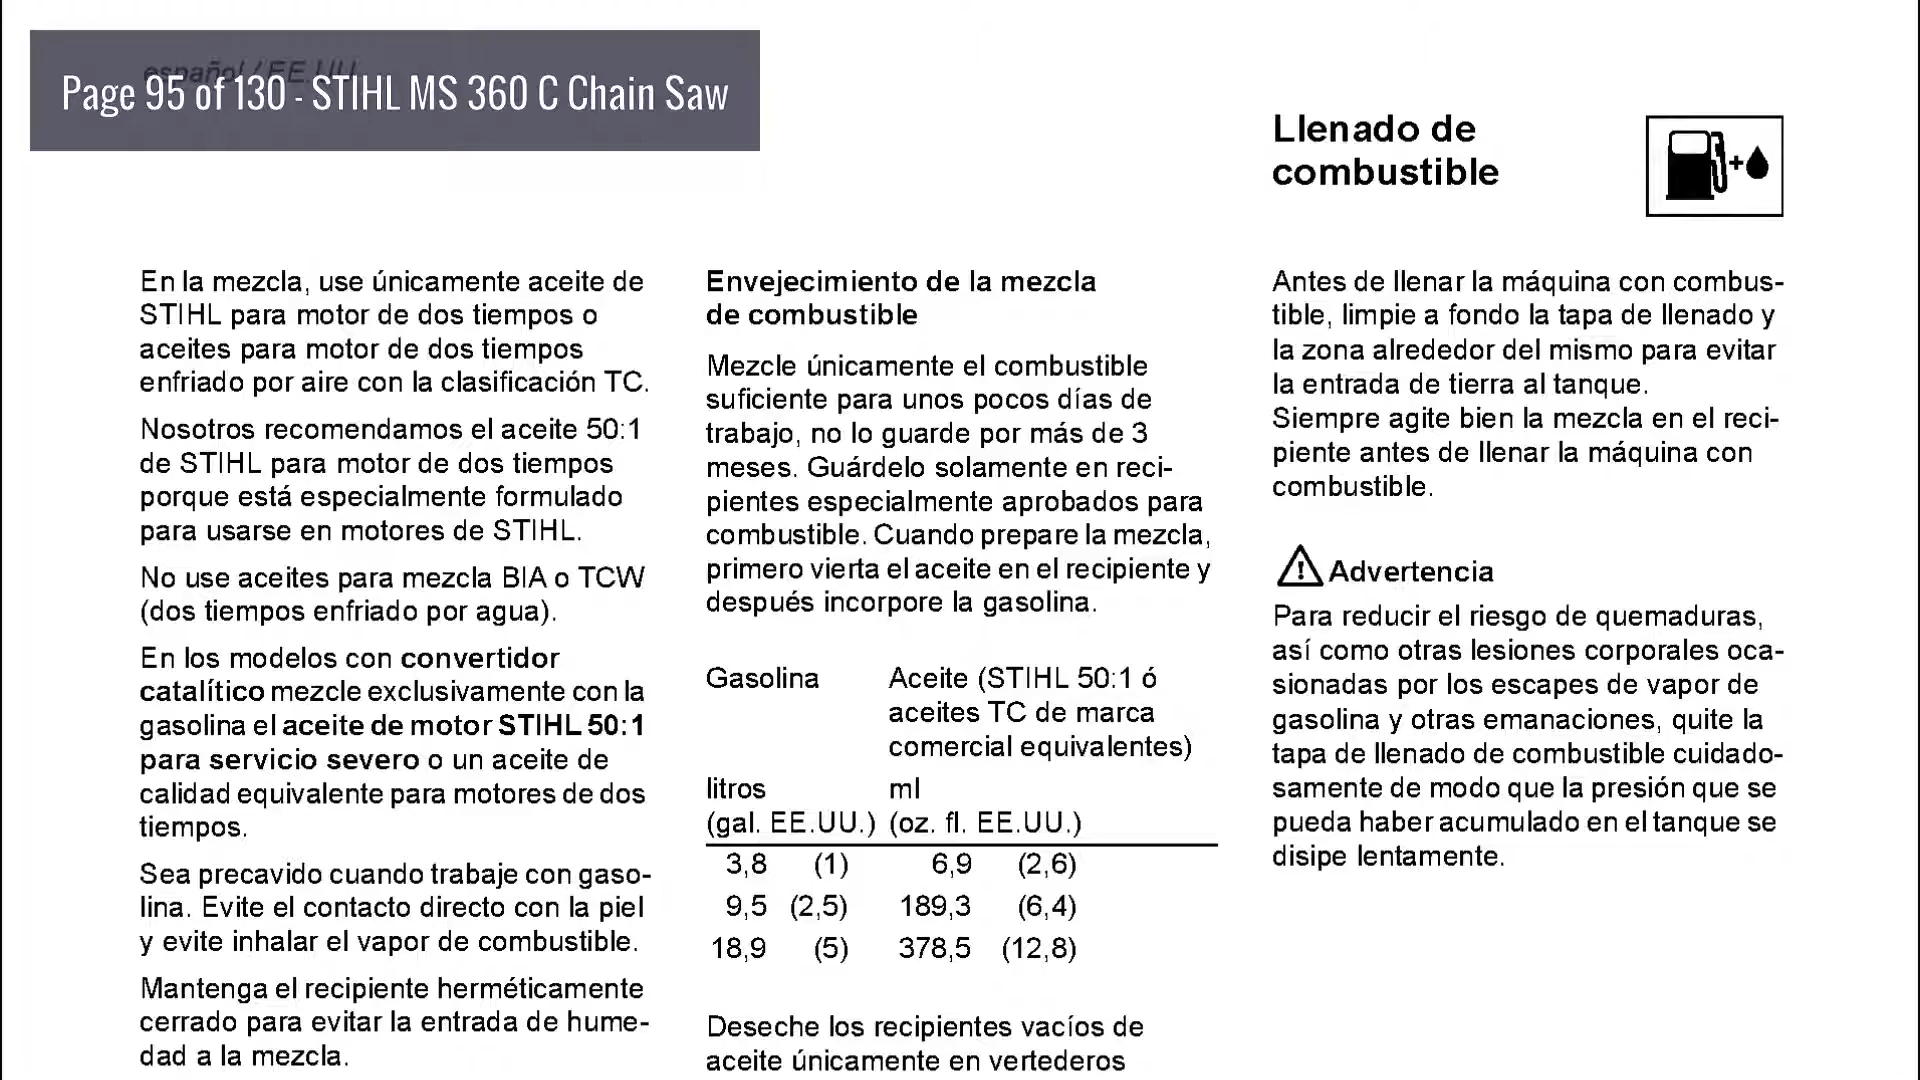 español / EE.UU
Page 95 of 130 - STIHL MS 360 C Chain Saw
En la mezcla, use únicamente aceite de
STIHL para motor de dos tiempos o
aceites para motor de dos tiempos
enfriado por aire con la clasificación TC.
Nosotros recomendamos el aceite 50:1
de STIHL para motor de dos tiempos
porque está especialmente formulado
para usarse en motores de STIHL.
No use aceites para mezcla BIA o TCW
(dos tiempos enfriado por agua).
En los modelos con convertidor
catalítico mezcle exclusivamente con la
gasolina el aceite de motor STIHL 50:1
para servicio severo o un aceite de
calidad equivalente para motores de dos
tiempos.
Sea precavido cuando trabaje con gaso-
lina. Evite el contacto directo con la piel
y evite inhalar el vapor de combustible.
Mantenga el recipiente herméticamente
cerrado para evitar la entrada de hume-
dad a la mezcla.
Envejecimiento de la mezcla
de combustible
Mezcle únicamente el combustible
suficiente para unos pocos días de
trabajo, no lo guarde por más de 3
meses. Guárdelo solamente en reci-
pientes especialmente aprobados para
combustible. Cuando prepare la mezcla,
primero vierta el aceite en el recipiente y
después incorpore la gasolina.
Gasolina Aceite (STIHL 50:1 ó
aceites TC de marca
comercial equivalentes)
litros ml
(gal. EE.UU.) (oz. fl. EE.UU.)
3,8 (1) 6,9 (2,6)
9,5 (2,5) 189,3 (6,4)
18,9 (5) 378,5 (12,8)
Deseche los recipientes vacíos de
aceite únicamente en vertederos
Llenado de
combustible
Antes de llenar la máquina con combus-
tible, limpie a fondo la tapa de llenado y
la zona alrededor del mismo para evitar
la entrada de tierra al tanque.
Siempre agite bien la mezcla en el reci-
piente antes de llenar la máquina con
combustible.
Advertencia
Para reducir el riesgo de quemaduras,
así como otras lesiones corporales oca-
sionadas por los escapes de vapor de
gasolina y otras emanaciones, quite la
tapa de llenado de combustible cuidado-
samente de modo que la presión que se
pueda haber acumulado en el tanque se
disipe lentamente.